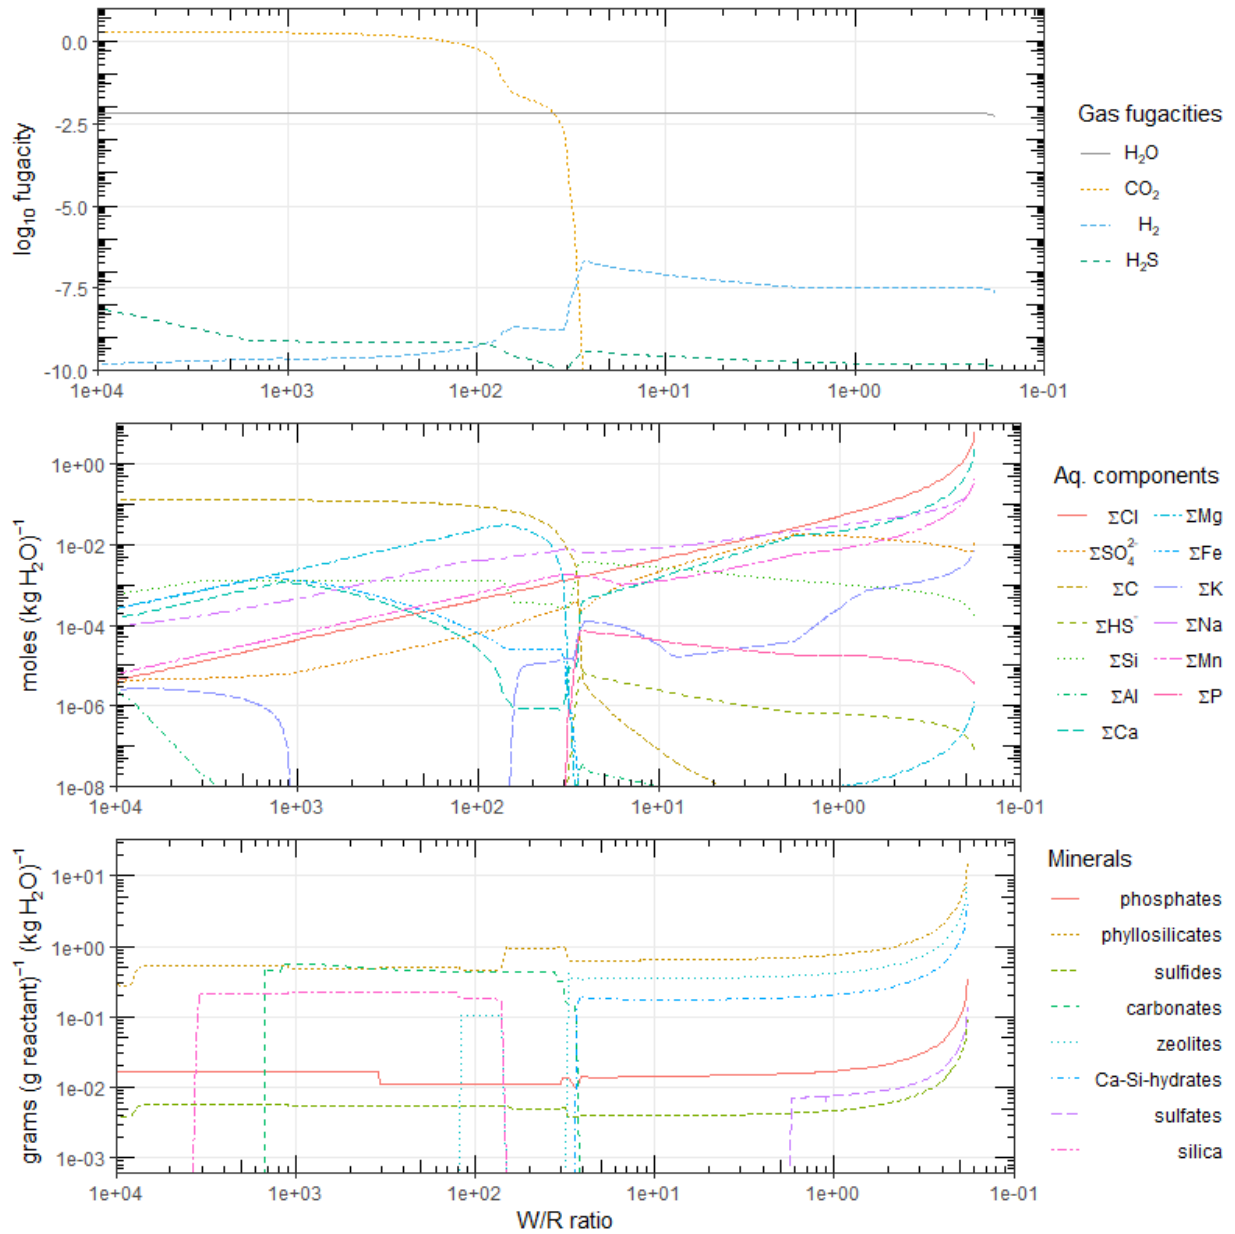 0.0
-2.5
-5.0
-7.5
-10.0
log₁₀ fugacity
1e+04 1e+03 1e+02 1e+01 1e+00 1e-01
Gas fugacities
H₂O
CO₂
H₂
H₂S
1e+00
1e-02
1e-04
1e-06
1e-08
moles (kg H₂O)⁻¹
1e+04 1e+03 1e+02 1e+01 1e+00 1e-01
Aq. components
ΣCl ΣMg
ΣSO₄²⁻ ΣFe
ΣC ΣK
ΣHS⁻ ΣNa
ΣSi ΣMn
ΣAl ΣP
ΣCa
1e+01
1e+00
1e-01
1e-02
1e-03
grams (g reactant)⁻¹ (kg H₂O)⁻¹
1e+04 1e+03 1e+02 1e+01 1e+00 1e-01
W/R ratio
Minerals
phosphates
phyllosilicates
sulfides
carbonates
zeolites
Ca-Si-hydrates
sulfates
silica